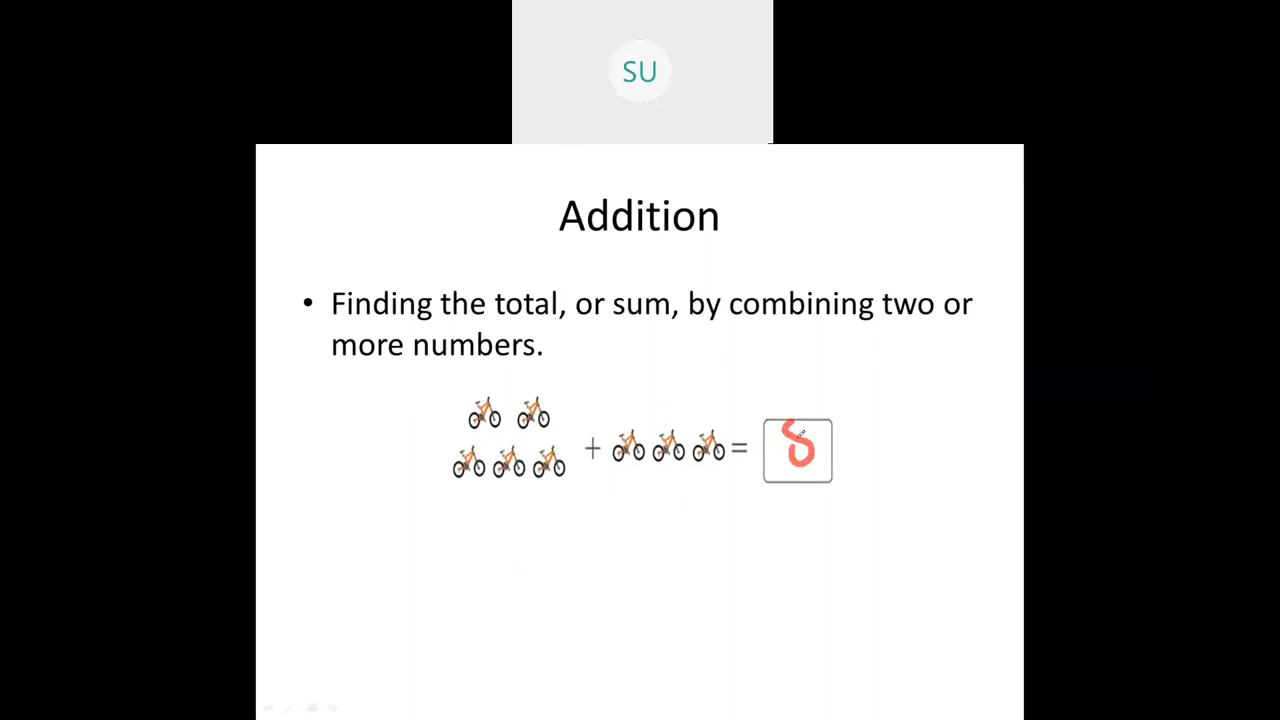 SU
Addition
• Finding the total, or sum, by combining two or
more numbers.
+ = 8